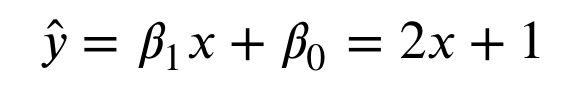 ŷ = β₁x + β₀ = 2x + 1